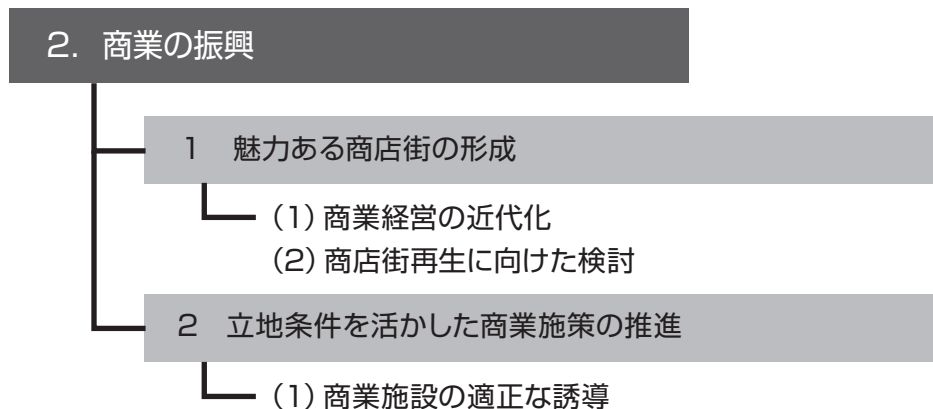 2. 商業の振興
1 魅力ある商店街の形成
(1) 商業経営の近代化
(2) 商店街再生に向けた検討
2 立地条件を活かした商業施策の推進
(1) 商業施設の適正な誘導